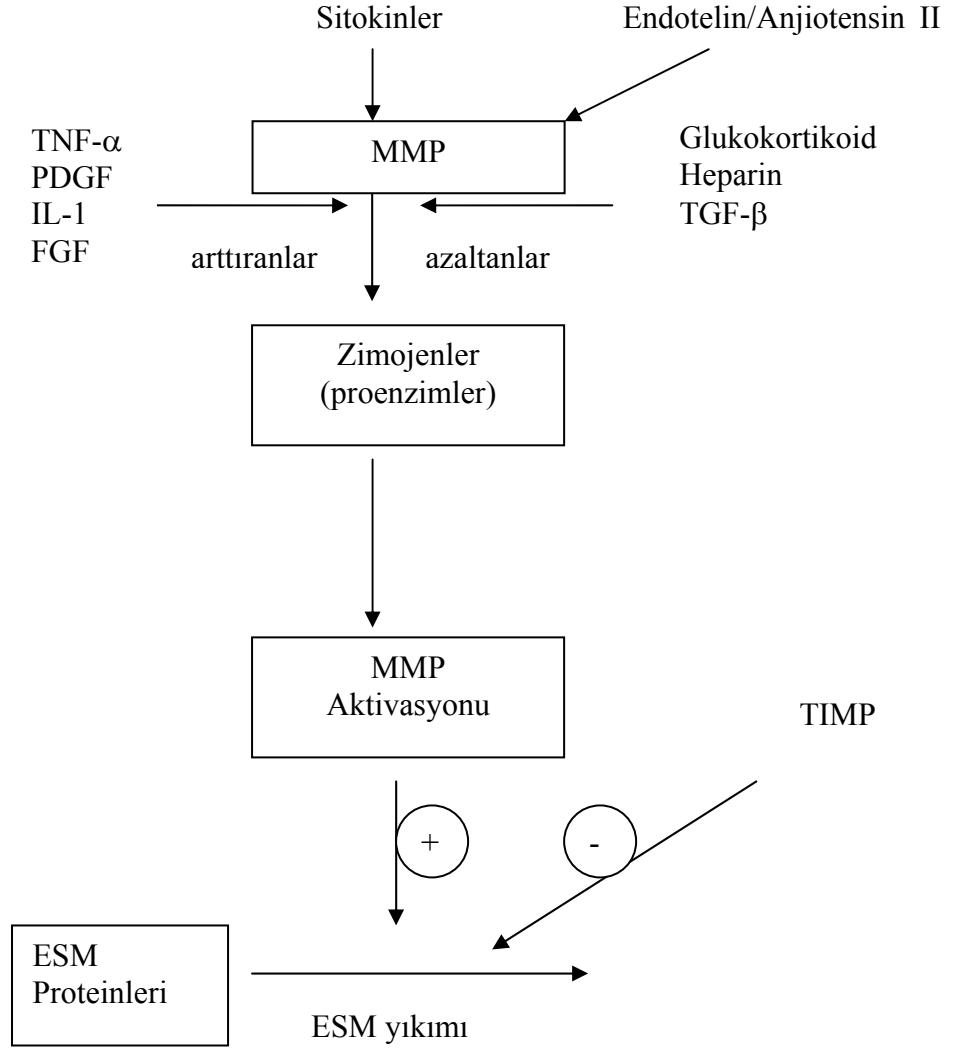 Sitokinler
Endotelin/Anjiotensin II
MMP
TNF-α
PDGF
IL-1
FGF
Glukokortikoid
Heparin
TGF-β
arttıranlar
azaltanlar
Zimojenler
(proenzimler)
MMP
Aktivasyonu
TIMP
+
-
ESM
Proteinleri
ESM yıkımı